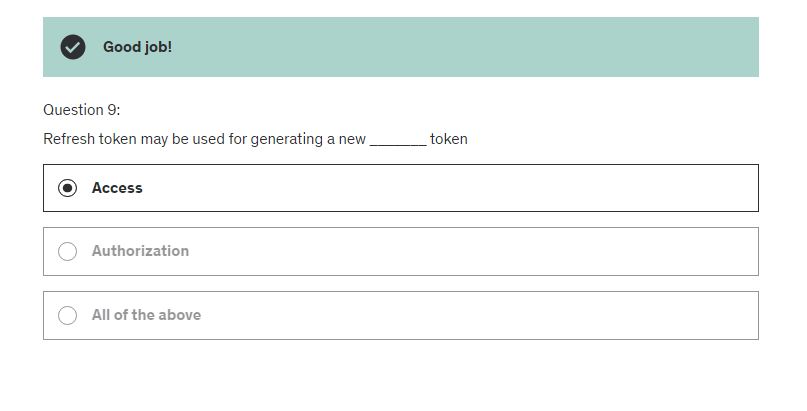 Good job!
Question 9:
Refresh token may be used for generating a new _______ token
Access
Authorization
All of the above